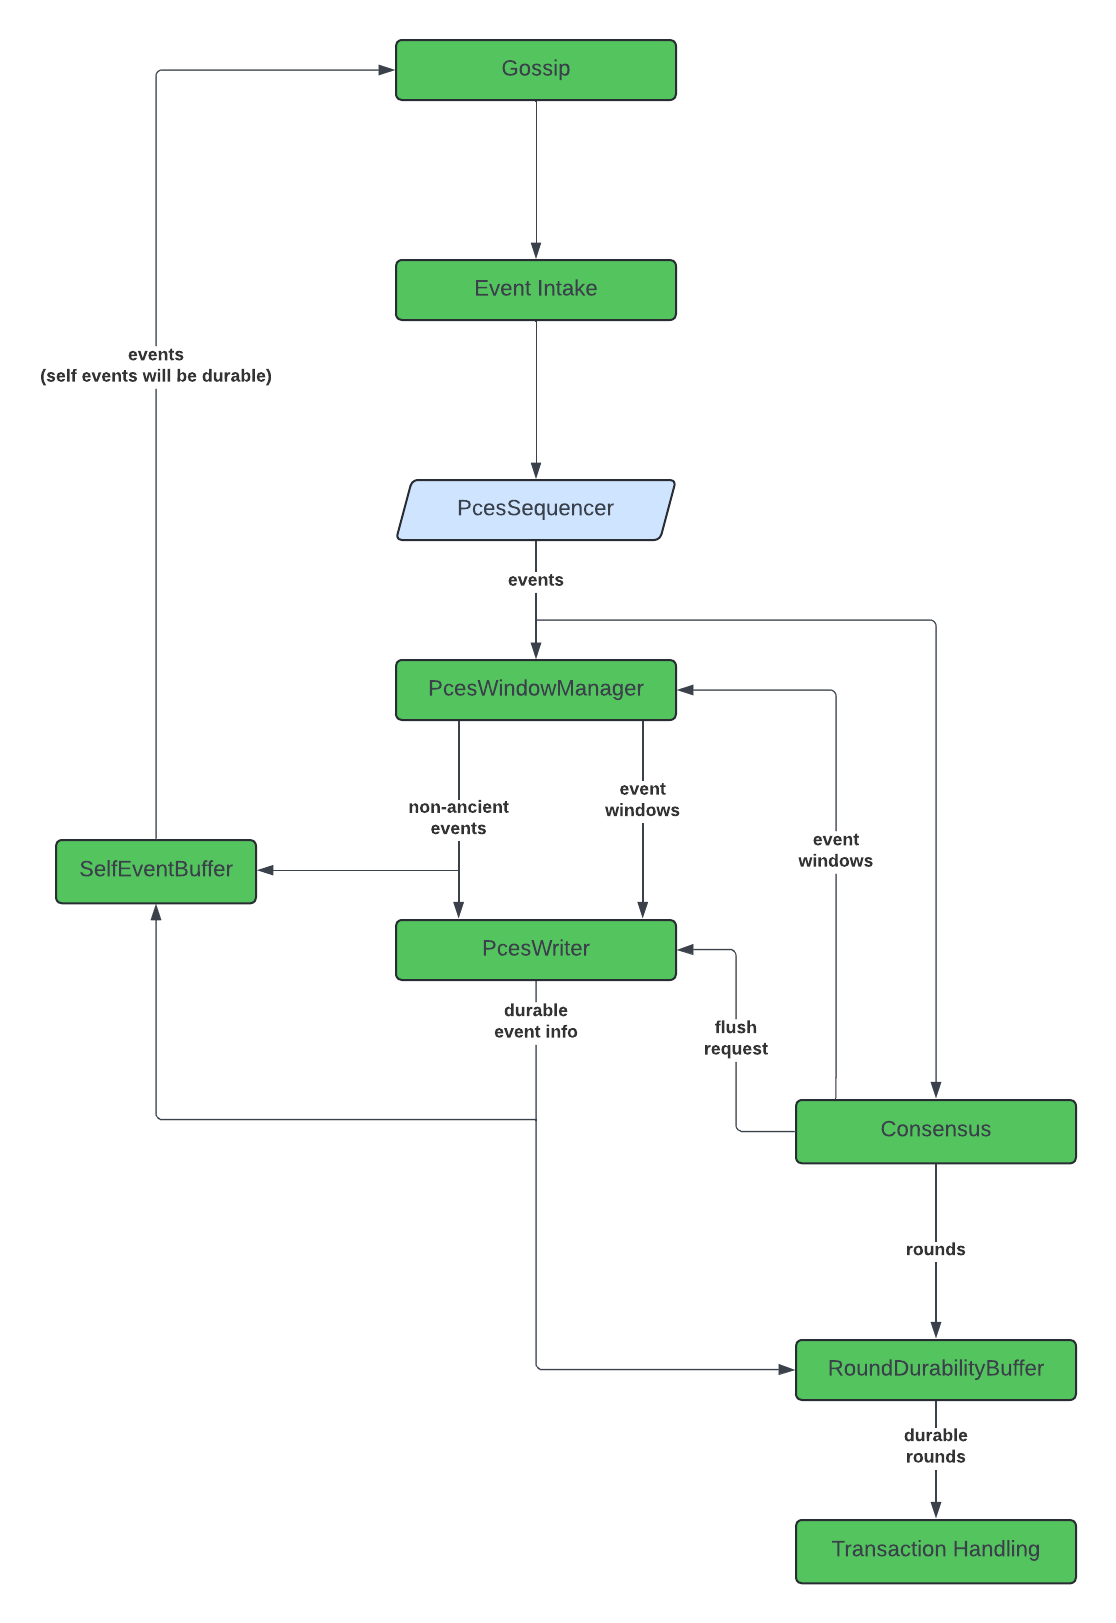 Gossip
Event Intake
events
(self events will be durable)
PcesSequencer
events
PcesWindowManager
event
windows
non-ancient
events
event
windows
SelfEventBuffer
PcesWriter
durable
event info
flush
request
Consensus
rounds
RoundDurabilityBuffer
durable
rounds
Transaction Handling